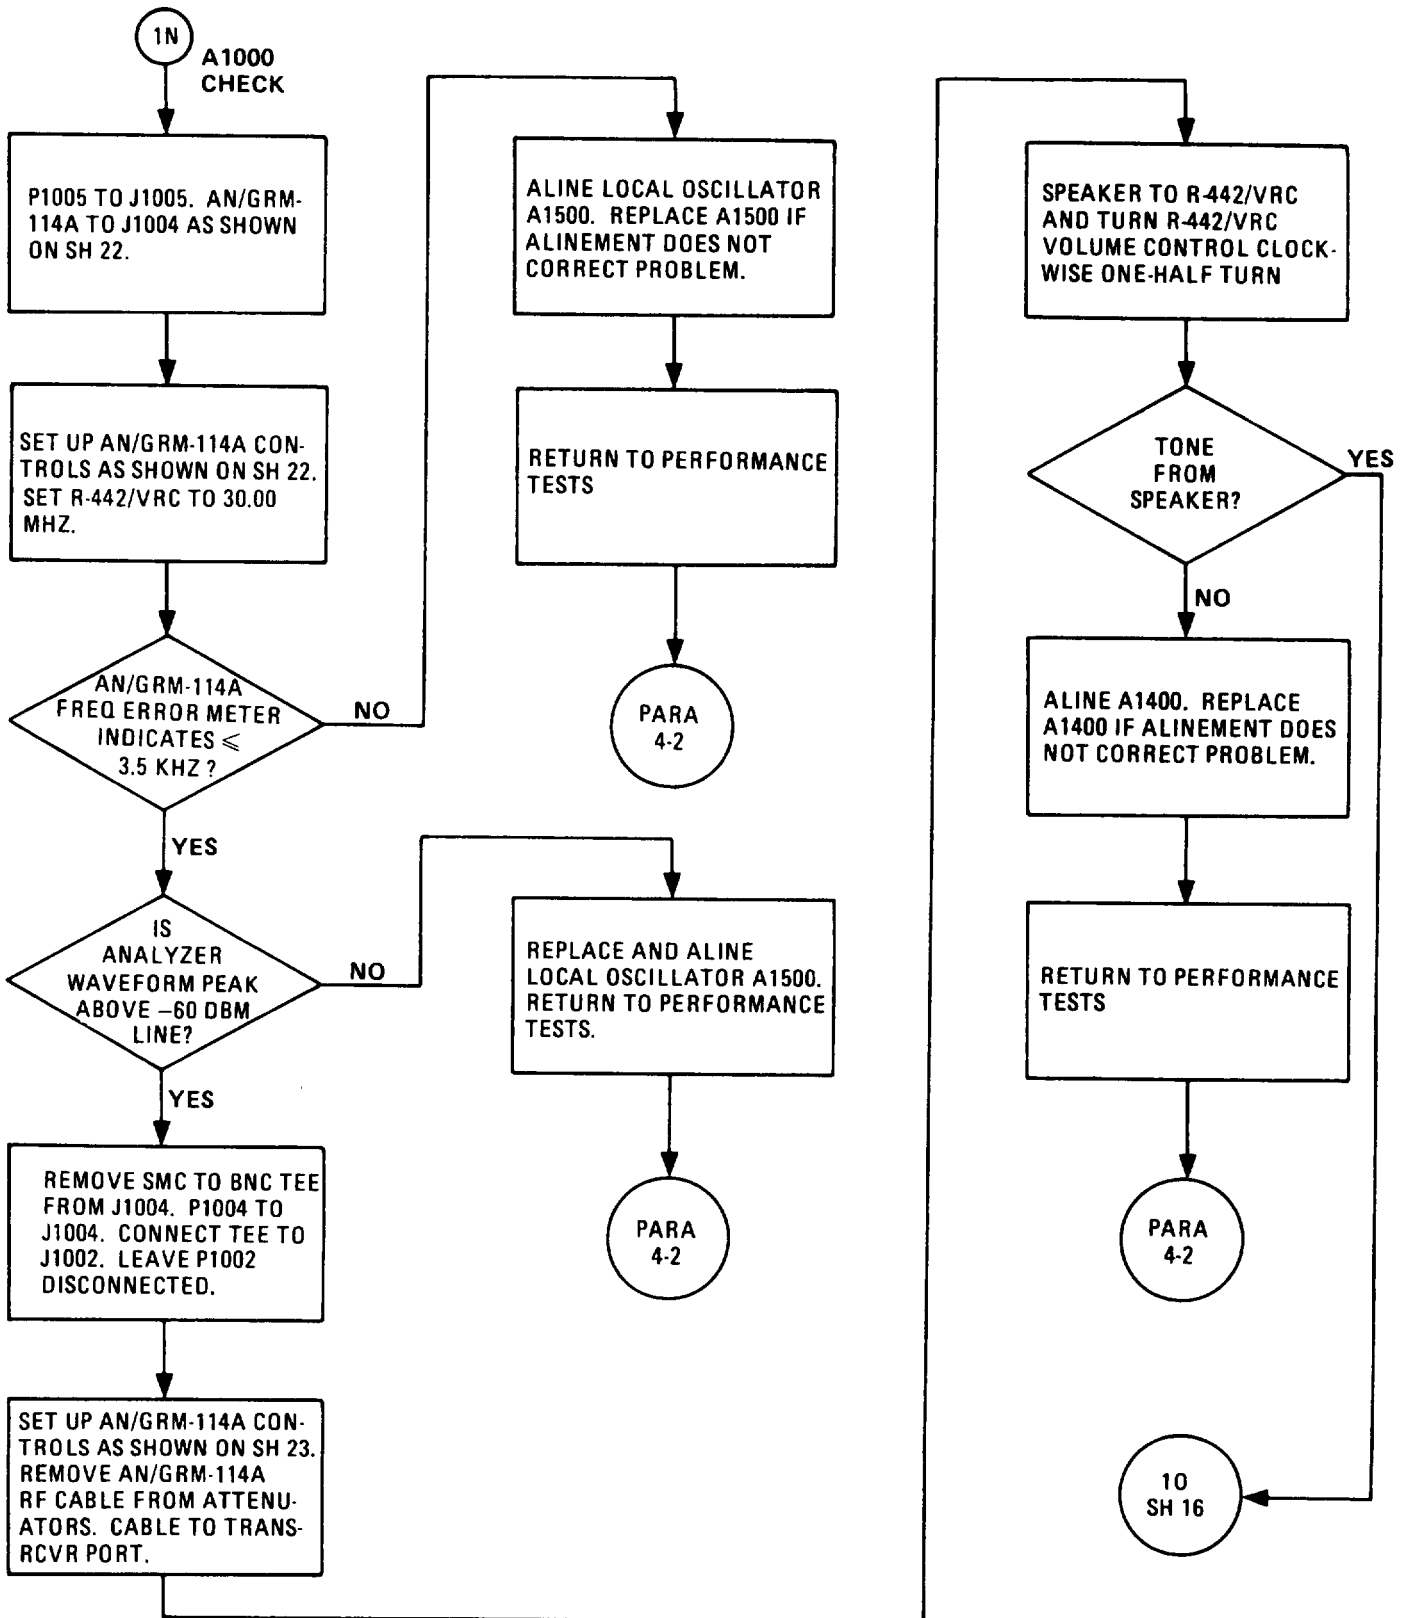 1N
A1000
CHECK
P1005 TO J1005. AN/GRM-
114A TO J1004 AS SHOWN
ON SH 22.
SET UP AN/GRM-114A CON-
TROLS AS SHOWN ON SH 22.
SET R-442/VRC TO 30.00
MHZ.
AN/GRM-114A
FREQ ERROR METER
INDICATES ⩽
3.5 KHZ?
NO
YES
IS
ANALYZER
WAVEFORM PEAK
ABOVE −60 DBM
LINE?
NO
YES
REMOVE SMC TO BNC TEE
FROM J1004. P1004 TO
J1004. CONNECT TEE TO
J1002. LEAVE P1002
DISCONNECTED.
SET UP AN/GRM-114A CON-
TROLS AS SHOWN ON SH 23.
REMOVE AN/GRM-114A
RF CABLE FROM ATTENU-
ATORS. CABLE TO TRANS-
RCVR PORT.
ALINE LOCAL OSCILLATOR
A1500. REPLACE A1500 IF
ALINEMENT DOES NOT
CORRECT PROBLEM.
RETURN TO PERFORMANCE
TESTS
PARA
4-2
REPLACE AND ALINE
LOCAL OSCILLATOR A1500.
RETURN TO PERFORMANCE
TESTS.
PARA
4-2
SPEAKER TO R-442/VRC
AND TURN R-442/VRC
VOLUME CONTROL CLOCK-
WISE ONE-HALF TURN
TONE
FROM
SPEAKER?
YES
NO
ALINE A1400. REPLACE
A1400 IF ALINEMENT DOES
NOT CORRECT PROBLEM.
RETURN TO PERFORMANCE
TESTS
PARA
4-2
10
SH 16